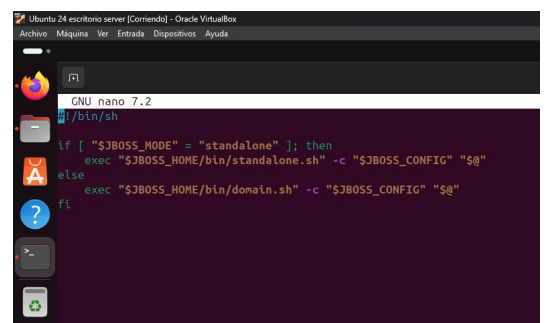 Ubuntu 24 escritorio server [Corriendo] - Oracle VirtualBox
Archivo Máquina Ver Entrada Dispositivos Ayuda
GNU nano 7.2
#!/bin/sh
if [ "$JBOSS_MODE" = "standalone" ]; then
exec "$JBOSS_HOME/bin/standalone.sh" -c "$JBOSS_CONFIG" "$@"
else
exec "$JBOSS_HOME/bin/domain.sh" -c "$JBOSS_CONFIG" "$@"
fi